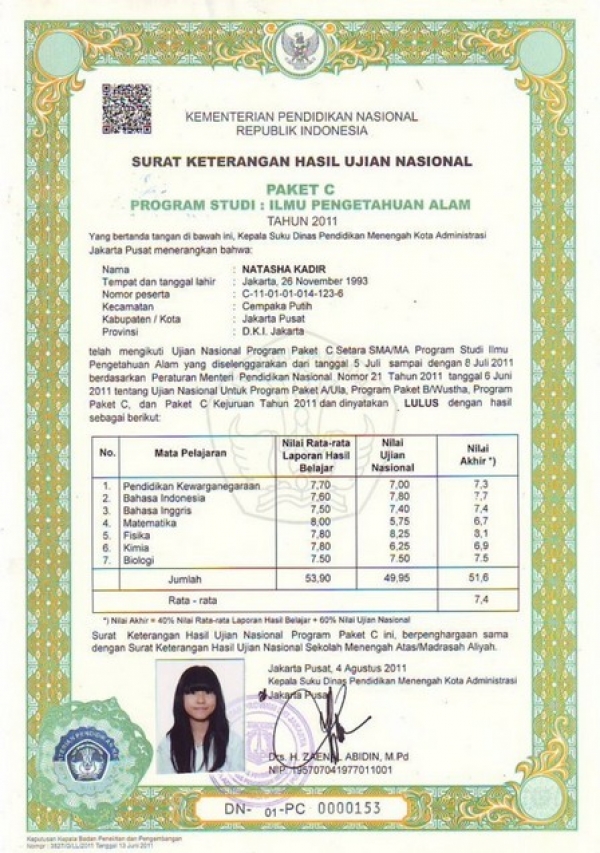 KEMENTERIAN PENDIDIKAN NASIONAL
REPUBLIK INDONESIA
SURAT KETERANGAN HASIL UJIAN NASIONAL
PAKET C
PROGRAM STUDI : ILMU PENGETAHUAN ALAM
TAHUN 2011
Yang bertanda tangan di bawah ini, Kepala Suku Dinas Pendidikan Menengah Kota Administrasi
Jakarta Pusat menerangkan bahwa:
Nama : NATASHA KADIR
Tempat dan tanggal lahir : Jakarta, 26 November 1993
Nomor peserta : C-11-01-01-014-123-6
Kecamatan : Cempaka Putih
Kabupaten / Kota : Jakarta Pusat
Provinsi : D.K.I. Jakarta
telah mengikuti Ujian Nasional Program Paket C Setara SMA/MA Program Studi Ilmu
Pengetahuan Alam yang diselenggarakan dari tanggal 5 Juli sampai dengan 8 Juli 2011
berdasarkan Peraturan Menteri Pendidikan Nasional Nomor 21 Tahun 2011 tanggal 6 Juni
2011 tentang Ujian Nasional Untuk Program Paket A/Ula, Program Paket B/Wustha, Program
Paket C, dan Paket C Kejuruan Tahun 2011 dan dinyatakan LULUS dengan hasil
sebagai berikut:
No. Mata Pelajaran Nilai Rata-rata Laporan Hasil Belajar Nilai Ujian Nasional Nilai Akhir *)
1. Pendidikan Kewarganegaraan 7,70 7,00 7,3
2. Bahasa Indonesia 7,60 7,80 7,7
3. Bahasa Inggris 7,50 7,40 7,4
4. Matematika 8,00 5,75 6,7
5. Fisika 7,80 8,25 8,1
6. Kimia 7,80 6,25 6,9
7. Biologi 7.50 7.50 7.5
Jumlah 53,90 49,95 51,6
Rata - rata 7,4
*) Nilai Akhir = 40% Nilai Rata-rata Laporan Hasil Belajar + 60% Nilai Ujian Nasional
Surat Keterangan Hasil Ujian Nasional Program Paket C ini, berpenghargaan sama
dengan Surat Keterangan Hasil Ujian Nasional Sekolah Menengah Atas/Madrasah Aliyah.
Jakarta Pusat, 4 Agustus 2011
Kepala Suku Dinas Pendidikan Menengah Kota Administrasi
Jakarta Pusat
Drs. H. ZAENAL ABIDIN, M.Pd
NIP. 195707041977011001
DN- 01-PC 0000153
Keputusan Kepala Badan Penelitian dan Pengembangan